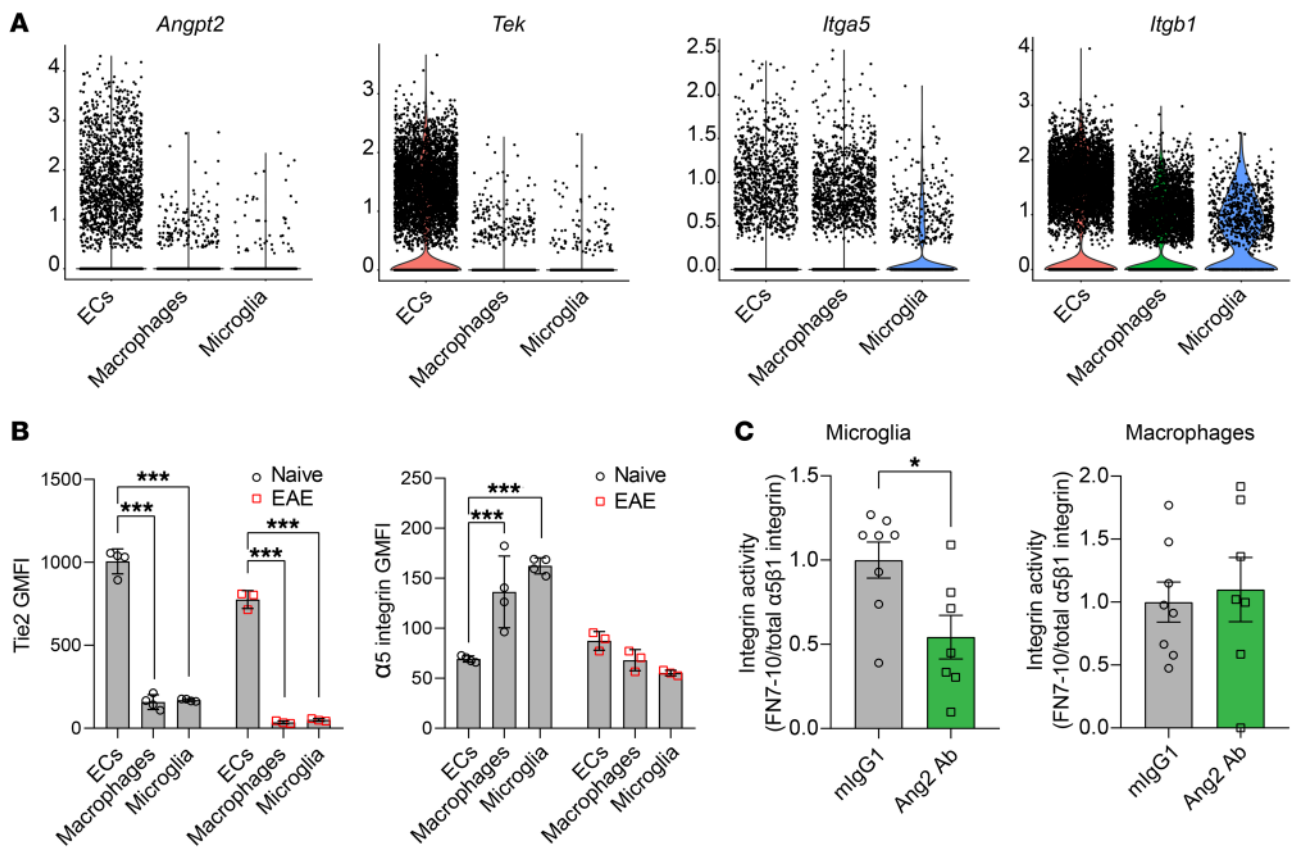 A
Angpt2
Tek
Itga5
Itgb1
4
3
2
1
0
ECs
Macrophages
Microglia
3
2
1
0
ECs
Macrophages
Microglia
2.5
2.0
1.5
1.0
0.5
0.0
ECs
Macrophages
Microglia
4
3
2
1
0
ECs
Macrophages
Microglia
B
Tie2 GMFI
1500
1000
500
0
***
***
***
***
Naive
EAE
ECs
Macrophages
Microglia
ECs
Macrophages
Microglia
α5 integrin GMFI
250
200
150
100
50
0
***
***
Naive
EAE
ECs
Macrophages
Microglia
ECs
Macrophages
Microglia
C
Microglia
Integrin activity
(FN7-10/total α5β1 integrin)
1.5
1.0
0.5
0.0
*
mIgG1
Ang2 Ab
Macrophages
Integrin activity
(FN7-10/total α5β1 integrin)
2.0
1.5
1.0
0.5
0.0
mIgG1
Ang2 Ab